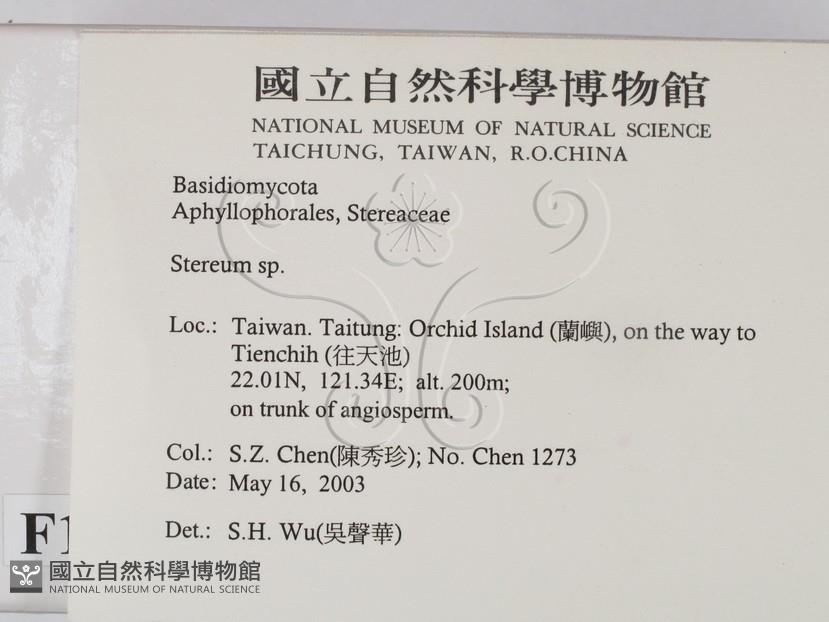 國立自然科學博物館
NATIONAL MUSEUM OF NATURAL SCIENCE
TAICHUNG, TAIWAN, R.O.CHINA
Basidiomycota
Aphyllophorales, Stereaceae
Stereum sp.
Loc.: Taiwan. Taitung: Orchid Island (蘭嶼), on the way to
Tienchih (往天池)
22.01N, 121.34E; alt. 200m;
on trunk of angiosperm.
Col.: S.Z. Chen(陳秀珍); No. Chen 1273
Date: May 16, 2003
Det.: S.H. Wu(吳聲華)
F1
國立自然科學博物館
NATIONAL MUSEUM OF NATURAL SCIENCE